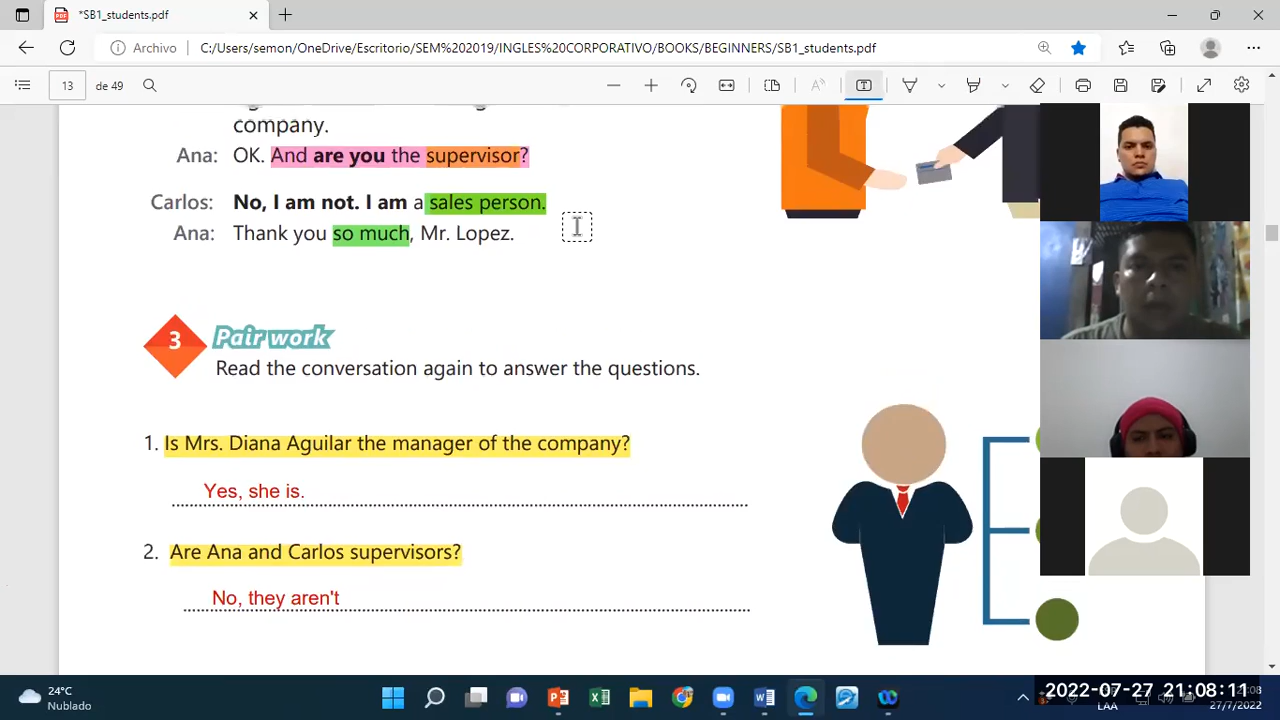 *SB1_students.pdf
Archivo
C:/Users/semon/OneDrive/Escritorio/SEM%202019/INGLES%20CORPORATIVO/BOOKS/BEGINNERS/SB1_students.pdf
13 de 49
company.
Ana: OK. And are you the supervisor?
Carlos: No, I am not. I am a sales person.
Ana: Thank you so much, Mr. Lopez.
3 Pair work
Read the conversation again to answer the questions.
1. Is Mrs. Diana Aguilar the manager of the company?
Yes, she is.
2. Are Ana and Carlos supervisors?
No, they aren't
24°C
Nublado
2022-07-27 21:08:11
LAA
27/7/2022